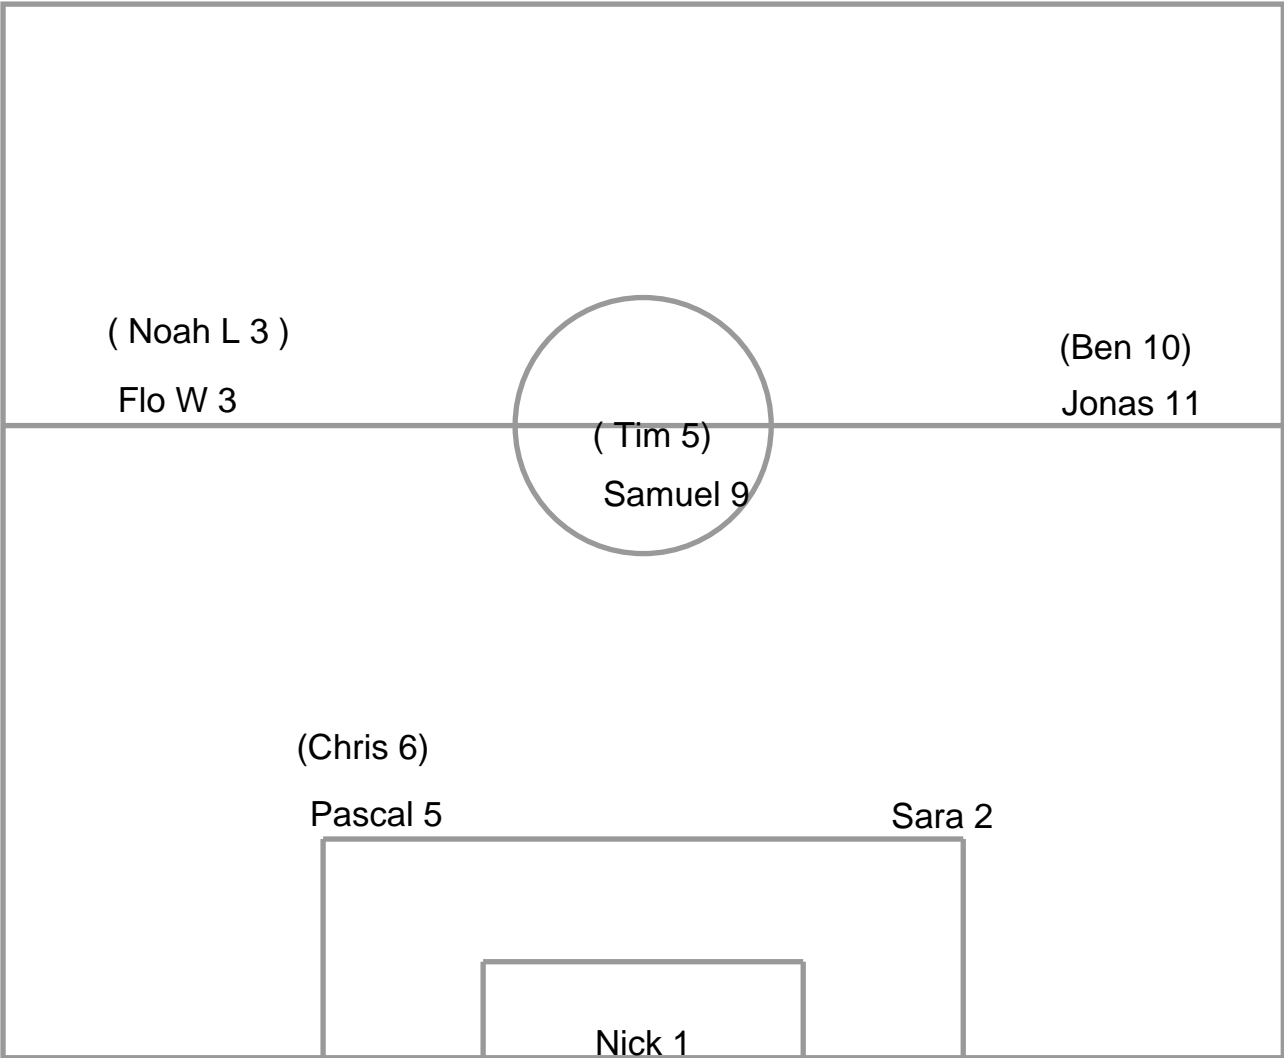 ( Noah L 3 )
(Ben 10)
Flo W 3
Jonas 11
( Tim 5)
Samuel 9
(Chris 6)
Pascal 5
Sara 2
Nick 1